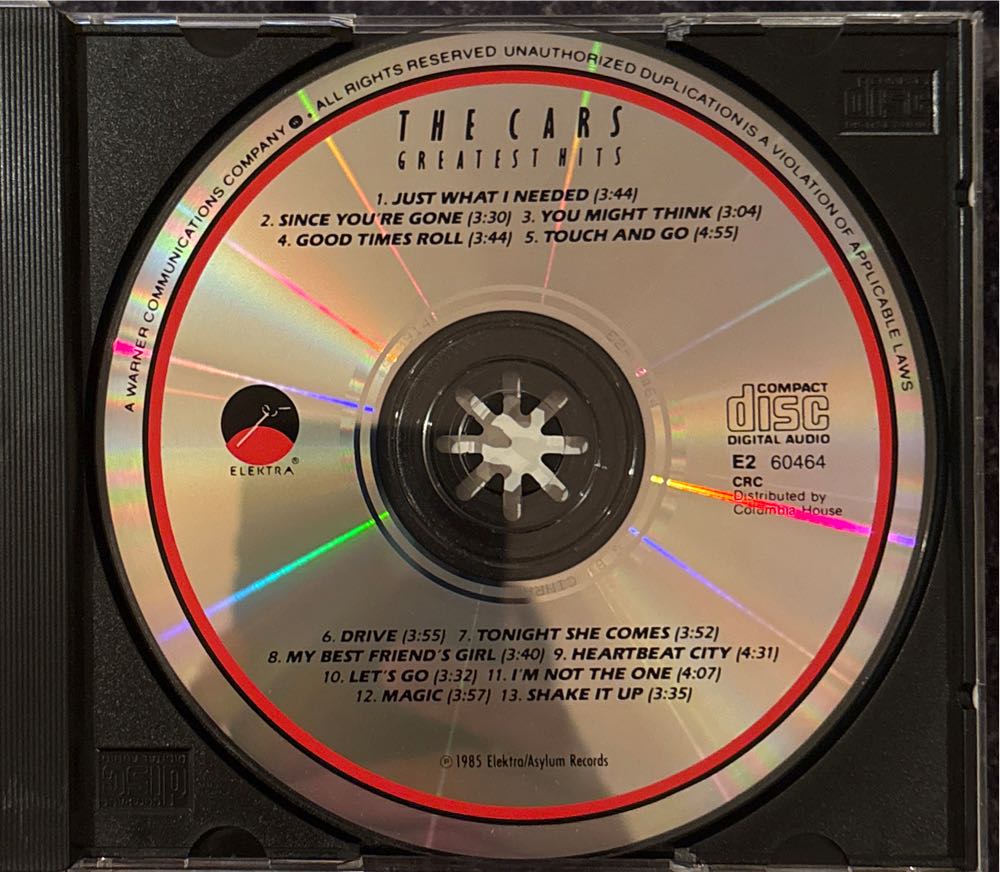 A WARNER COMMUNICATIONS COMPANY ℗ • ALL RIGHTS RESERVED UNAUTHORIZED DUPLICATION IS A VIOLATION OF APPLICABLE LAWS
THE CARS
GREATEST HITS
1. JUST WHAT I NEEDED (3:44)
2. SINCE YOU'RE GONE (3:30) 3. YOU MIGHT THINK (3:04)
4. GOOD TIMES ROLL (3:44) 5. TOUCH AND GO (4:55)
ELEKTRA®
COMPACT
disc
DIGITAL AUDIO
E2 60464
CRC
Distributed by
Columbia House
6. DRIVE (3:55) 7. TONIGHT SHE COMES (3:52)
8. MY BEST FRIEND'S GIRL (3:40) 9. HEARTBEAT CITY (4:31)
10. LET'S GO (3:32) 11. I'M NOT THE ONE (4:07)
12. MAGIC (3:57) 13. SHAKE IT UP (3:35)
℗ 1985 Elektra/Asylum Records
disc